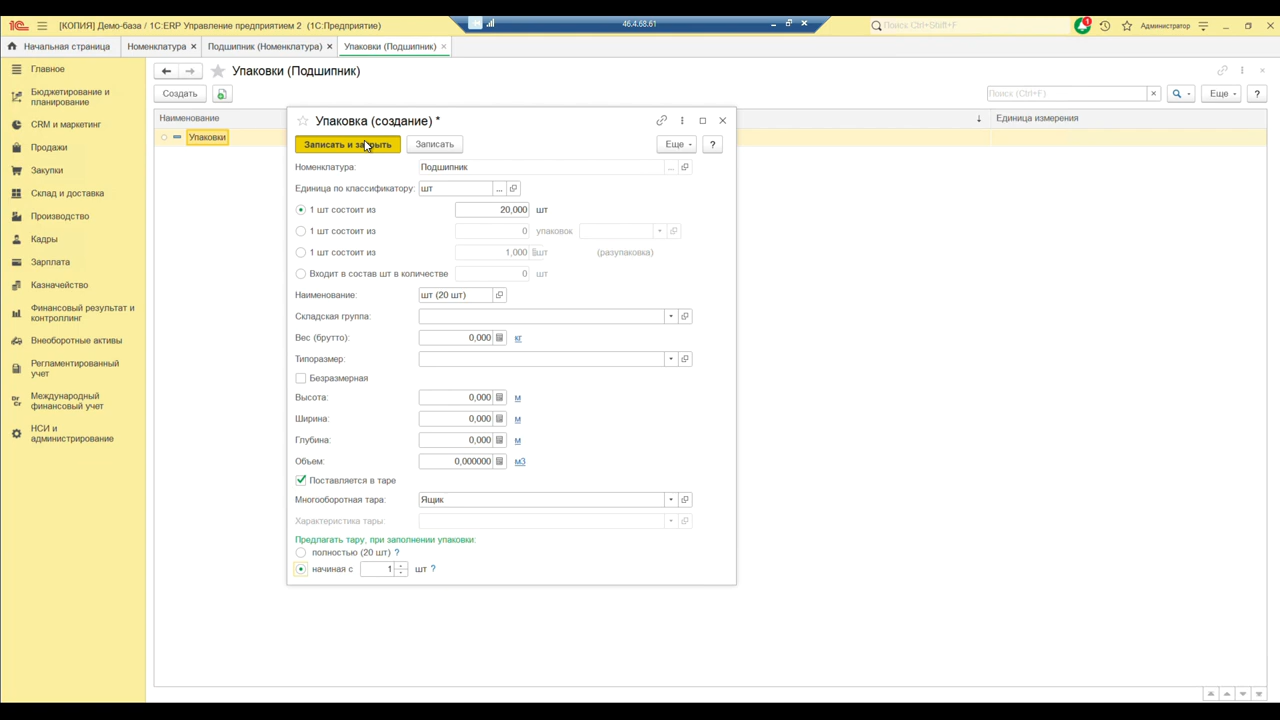 [КОПИЯ] Демо-база / 1С:ERP Управление предприятием 2 (1С:Предприятие)
46.4.68.61
Поиск Ctrl+Shift+F
1
Администратор
Начальная страница
Номенклатура ×
Подшипник (Номенклатура) ×
Упаковки (Подшипник) ×
Главное
Бюджетирование и
планирование
CRM и маркетинг
Продажи
Закупки
Склад и доставка
Производство
Кадры
Зарплата
Казначейство
Финансовый результат и
контроллинг
Внеоборотные активы
Регламентированный
учет
Международный
финансовый учет
НСИ и
администрирование
Упаковки (Подшипник)
Создать
Поиск (Ctrl+F)
Еще
?
Наименование
Единица измерения
Упаковки
Упаковка (создание) *
Записать и закрыть
Записать
Еще
?
Номенклатура: Подшипник
Единица по классификатору: шт
1 шт состоит из 20,000 шт
1 шт состоит из 0 упаковок
1 шт состоит из 1,000 шт (разупаковка)
Входит в состав шт в количестве 0 шт
Наименование: шт (20 шт)
Складская группа:
Вес (брутто): 0,000 кг
Типоразмер:
Безразмерная
Высота: 0,000 м
Ширина: 0,000 м
Глубина: 0,000 м
Объем: 0,000000 м3
Поставляется в таре
Многооборотная тара: Ящик
Характеристика тары:
Предлагать тару, при заполнении упаковки:
полностью (20 шт) ?
начиная с 1 шт ?